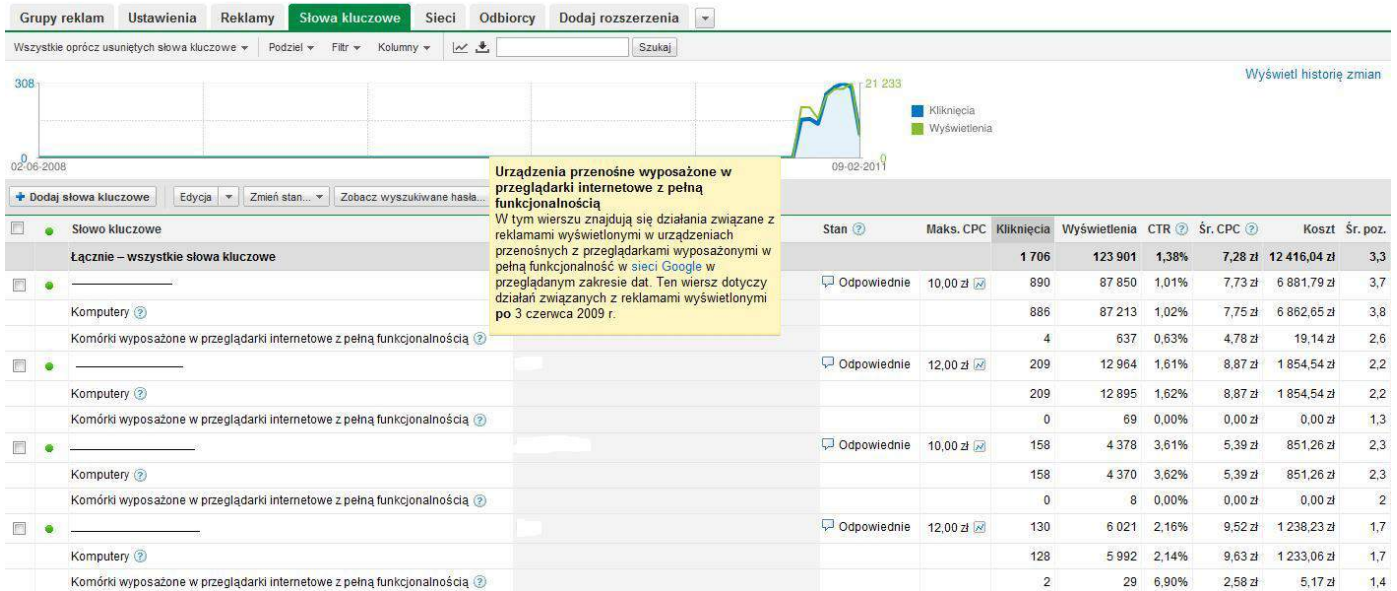 Grupy reklam Ustawienia Reklamy Słowa kluczowe Sieci Odbiorcy Dodaj rozszerzenia
Wszystkie oprócz usuniętych słowa kluczowe Podziel Filtr Kolumny Szukaj
Wyświetl historię zmian
308 21 233
Kliknięcia
Wyświetlenia
0 0
02-06-2008 09-02-2011
Urządzenia przenośne wyposażone w
przeglądarki internetowe z pełną
funkcjonalnością
W tym wierszu znajdują się działania związane z
reklamami wyświetlonymi w urządzeniach
przenośnych z przeglądarkami wyposażonymi w
pełną funkcjonalność w sieci Google w
przeglądanym zakresie dat. Ten wiersz dotyczy
działań związanych z reklamami wyświetlonymi
po 3 czerwca 2009 r.
+ Dodaj słowa kluczowe Edycja Zmień stan... Zobacz wyszukiwane hasła...
Słowo kluczowe Stan ? Maks. CPC Kliknięcia Wyświetlenia CTR ? Śr. CPC ? Koszt Śr. poz.
Łącznie – wszystkie słowa kluczowe 1 706 123 901 1,38% 7,28 zł 12 416,04 zł 3,3
Odpowiednie 10,00 zł 890 87 850 1,01% 7,73 zł 6 881,79 zł 3,7
Komputery ? 886 87 213 1,02% 7,75 zł 6 862,65 zł 3,8
Komórki wyposażone w przeglądarki internetowe z pełną funkcjonalnością ? 4 637 0,63% 4,78 zł 19,14 zł 2,6
Odpowiednie 12,00 zł 209 12 964 1,61% 8,87 zł 1 854,54 zł 2,2
Komputery ? 209 12 895 1,62% 8,87 zł 1 854,54 zł 2,2
Komórki wyposażone w przeglądarki internetowe z pełną funkcjonalnością ? 0 69 0,00% 0,00 zł 0,00 zł 1,3
Odpowiednie 10,00 zł 158 4 378 3,61% 5,39 zł 851,26 zł 2,3
Komputery ? 158 4 370 3,62% 5,39 zł 851,26 zł 2,3
Komórki wyposażone w przeglądarki internetowe z pełną funkcjonalnością ? 0 8 0,00% 0,00 zł 0,00 zł 2
Odpowiednie 12,00 zł 130 6 021 2,16% 9,52 zł 1 238,23 zł 1,7
Komputery ? 128 5 992 2,14% 9,63 zł 1 233,06 zł 1,7
Komórki wyposażone w przeglądarki internetowe z pełną funkcjonalnością ? 2 29 6,90% 2,58 zł 5,17 zł 1,4